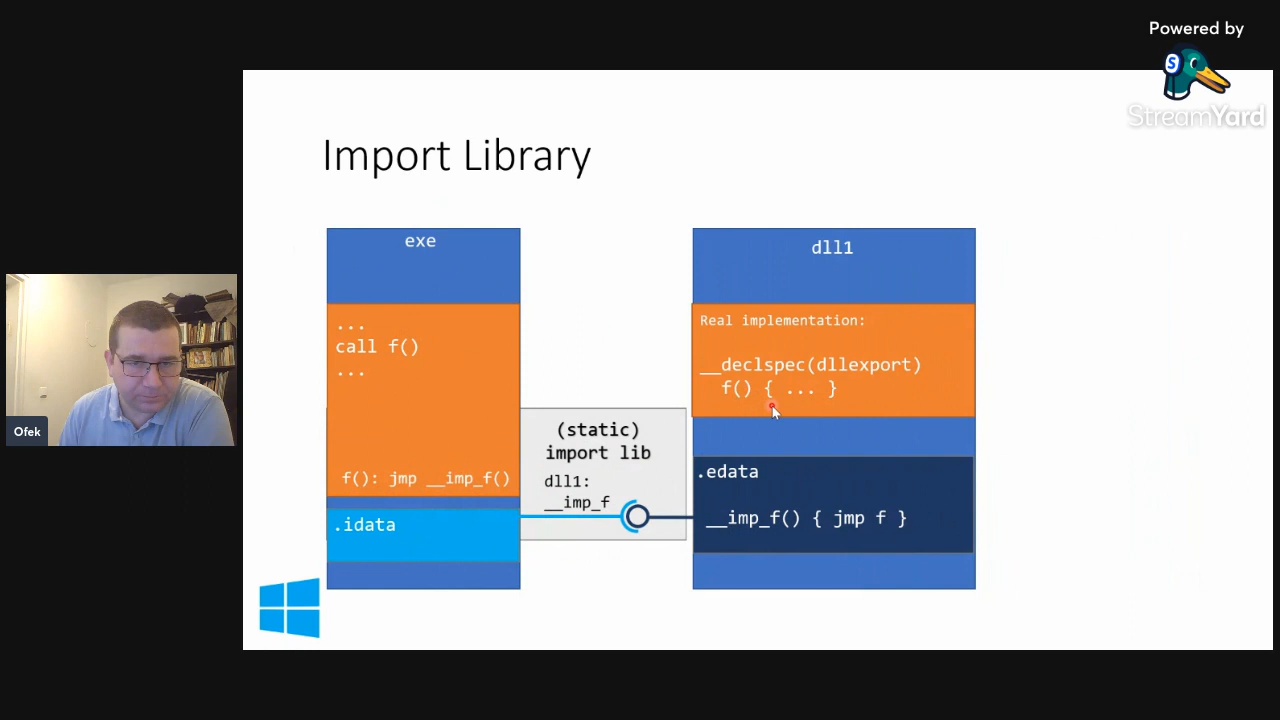 Powered by
S
StreamYard
Import Library
exe
...
call f()
...
f(): jmp __imp_f()
.idata
(static)
import lib
dll1:
__imp_f
dll1
Real implementation:
__declspec(dllexport)
f() { ... }
.edata
__imp_f() { jmp f }
Ofek